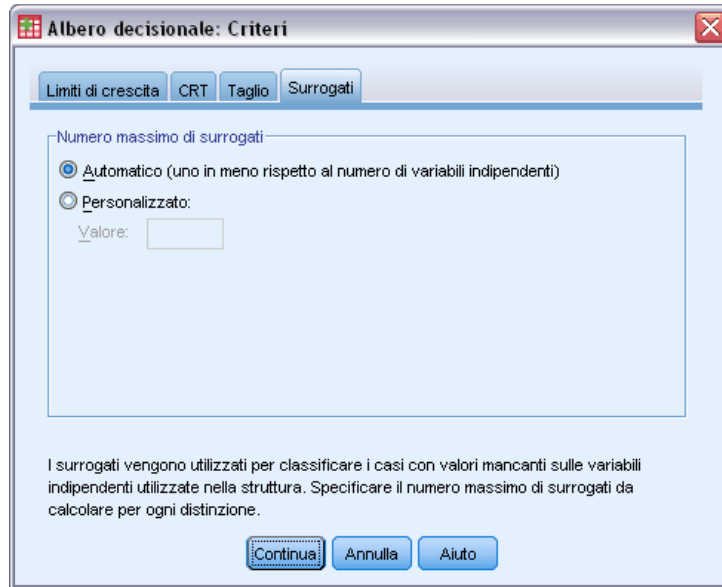 Albero decisionale: Criteri
Limiti di crescita CRT Taglio Surrogati
Numero massimo di surrogati
Automatico (uno in meno rispetto al numero di variabili indipendenti)
Personalizzato:
Valore:
I surrogati vengono utilizzati per classificare i casi con valori mancanti sulle variabili
indipendenti utilizzate nella struttura. Specificare il numero massimo di surrogati da
calcolare per ogni distinzione.
Continua Annulla Aiuto